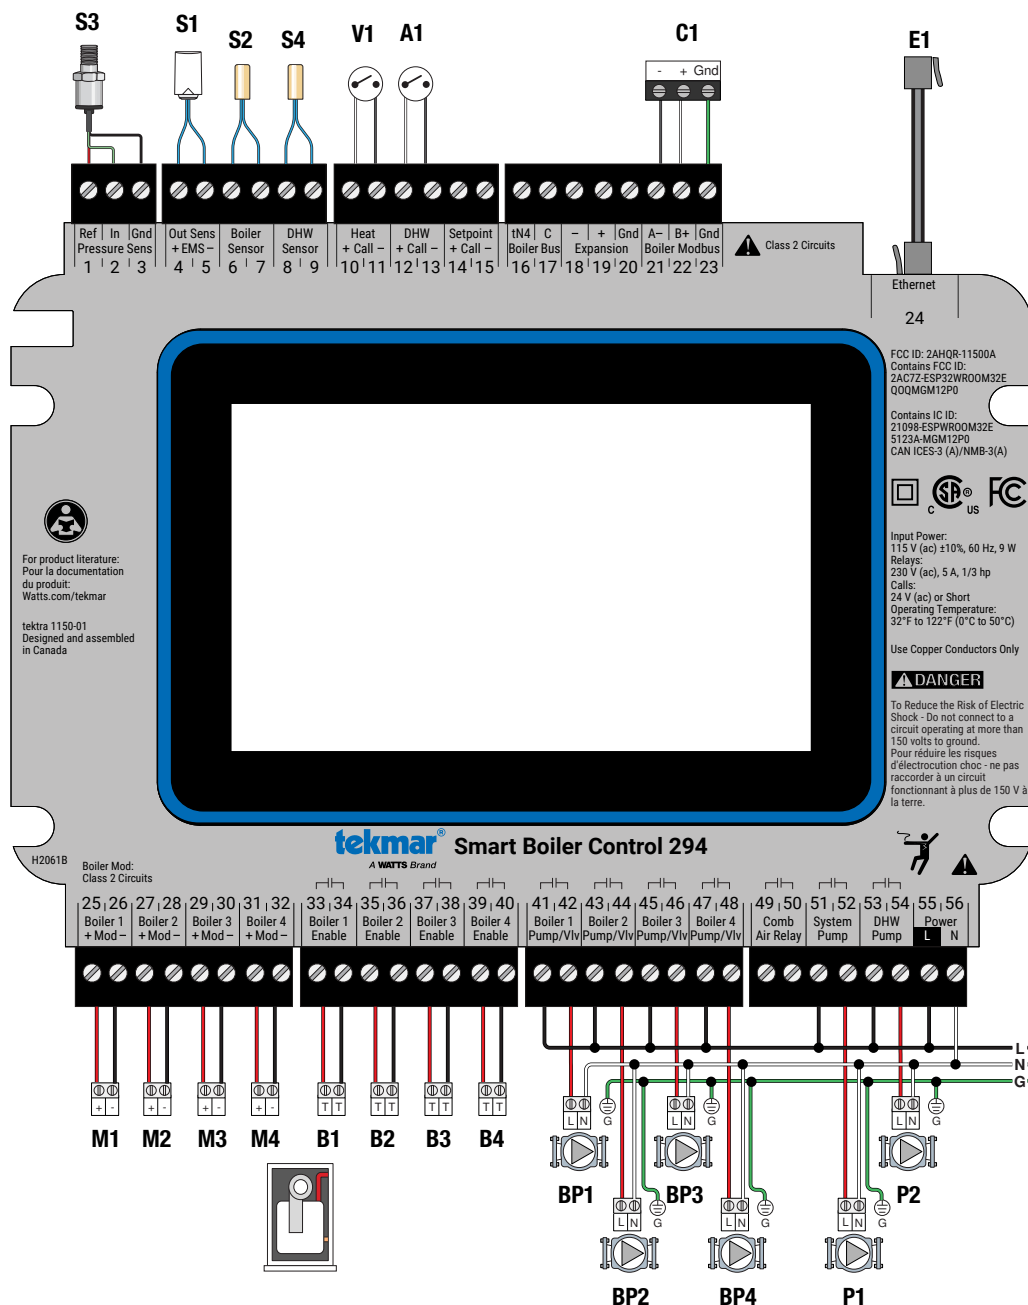 S3 S1 S2 S4 V1 A1 C1 E1
- + Gnd
Ref In Gnd
Pressure Sens
1 2 3
Out Sens
+ EMS –
4 5
Boiler
Sensor
6 7
DHW
Sensor
8 9
Heat
+ Call –
10 11
DHW
+ Call –
12 13
Setpoint
+ Call –
14 15
tN4 C
Boiler Bus
16 17
– + Gnd
Expansion
18 19 20
A– B+ Gnd
Boiler Modbus
21 22 23
Class 2 Circuits
Ethernet
24
FCC ID: 2AHQR-11500A
Contains FCC ID:
2AC7Z-ESP32WROOM32E
QOQMGM12P0
Contains IC ID:
21098-ESPWROOM32E
5123A-MGM12P0
CAN ICES-3 (A)/NMB-3(A)
C SA ® US FC
Input Power:
115 V (ac) ±10%, 60 Hz, 9 W
Relays:
230 V (ac), 5 A, 1/3 hp
Calls:
24 V (ac) or Short
Operating Temperature:
32°F to 122°F (0°C to 50°C)
Use Copper Conductors Only
DANGER
To Reduce the Risk of Electric
Shock - Do not connect to a
circuit operating at more than
150 volts to ground.
Pour réduire les risques
d'électrocution choc - ne pas
raccorder à un circuit
fonctionnant à plus de 150 V à
la terre.
For product literature:
Pour la documentation
du produit:
Watts.com/tekmar
tektra 1150-01
Designed and assembled
in Canada
tekmar® Smart Boiler Control 294
A WATTS Brand
H2061B
Boiler Mod:
Class 2 Circuits
25 26
Boiler 1
+ Mod –
27 28
Boiler 2
+ Mod –
29 30
Boiler 3
+ Mod –
31 32
Boiler 4
+ Mod –
33 34
Boiler 1
Enable
35 36
Boiler 2
Enable
37 38
Boiler 3
Enable
39 40
Boiler 4
Enable
41 42
Boiler 1
Pump/Vlv
43 44
Boiler 2
Pump/Vlv
45 46
Boiler 3
Pump/Vlv
47 48
Boiler 4
Pump/Vlv
49 50
Comb
Air Relay
51 52
System
Pump
53 54
DHW
Pump
55 56
Power
L N
L
N
G
+ - + - + - + - T T T T T T T T L N G L N G L N
M1 M2 M3 M4 B1 B2 B3 B4 BP1 BP3 P2
L N G L N G L N G
BP2 BP4 P1